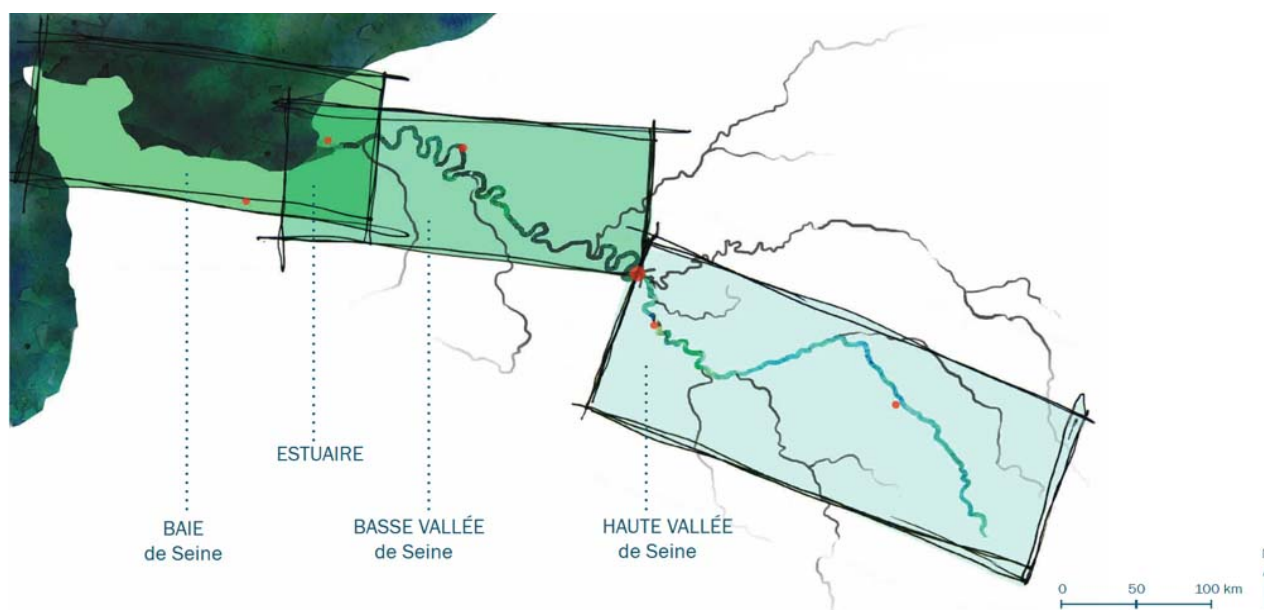 ESTUAIRE
BAIE
de Seine
BASSE VALLÉE
de Seine
HAUTE VALLÉE
de Seine
0 50 100 km